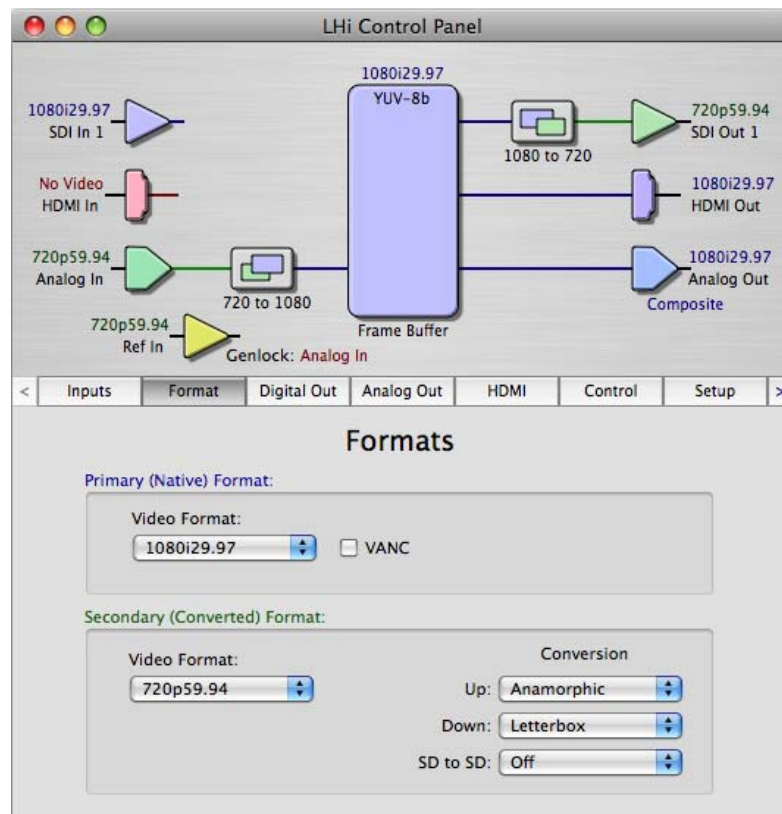 LHi Control Panel
1080i29.97
YUV-8b
1080i29.97
SDI In 1
1080 to 720
720p59.94
SDI Out 1
No Video
HDMI In
1080i29.97
HDMI Out
720p59.94
Analog In
720 to 1080
1080i29.97
Analog Out
Composite
720p59.94
Ref In
Genlock: Analog In
Frame Buffer
< Inputs Format Digital Out Analog Out HDMI Control Setup >
Formats
Primary (Native) Format:
Video Format:
1080i29.97 VANC
Secondary (Converted) Format:
Video Format:
720p59.94
Conversion
Up: Anamorphic
Down: Letterbox
SD to SD: Off